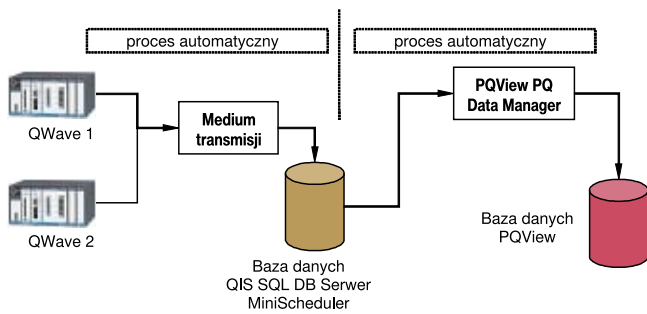 proces automatyczny
proces automatyczny
QWave 1
Medium
transmisji
PQView PQ
Data Manager
QWave 2
Baza danych
QIS SQL DB Serwer
MiniScheduler
Baza danych
PQView